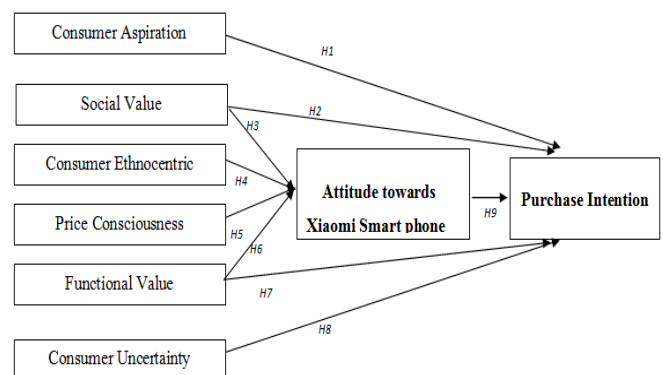 Consumer Aspiration
H1
Social Value
H2
H3
Consumer Ethnocentric
H4
Attitude towards
Xiaomi Smart phone
Purchase Intention
H9
Price Consciousness
H5
H6
Functional Value
H7
H8
Consumer Uncertainty